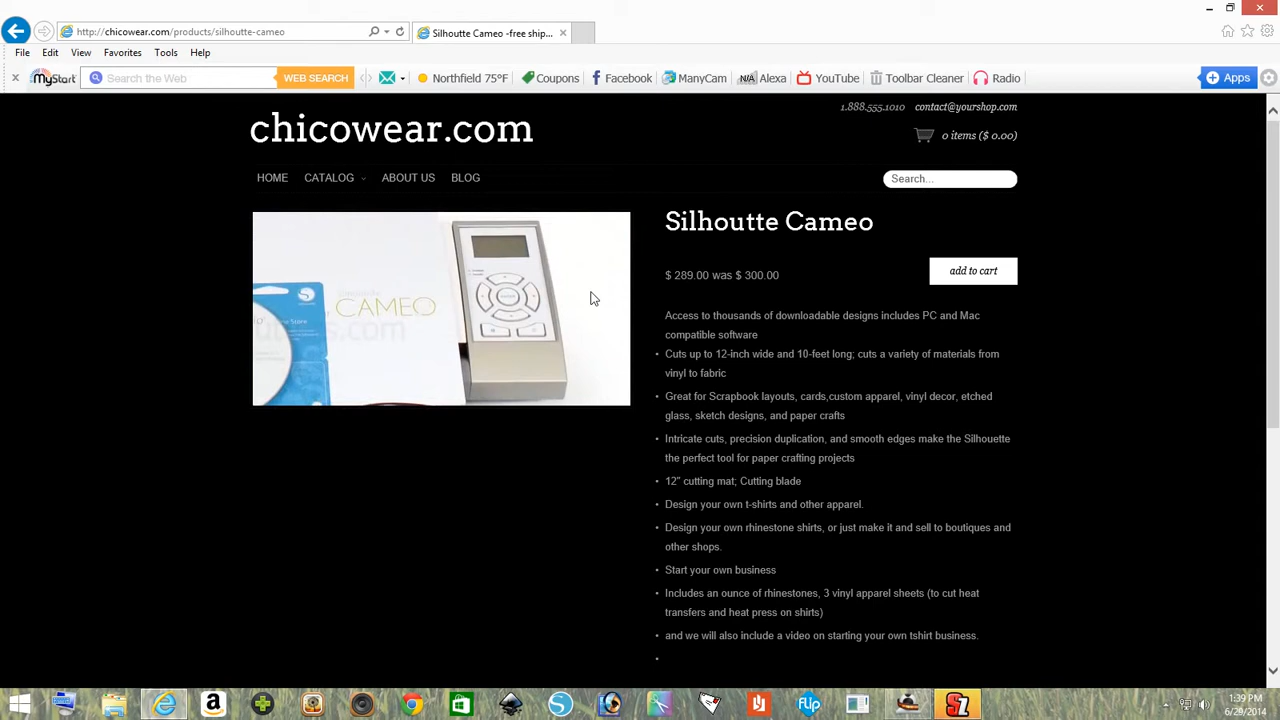 http://chicowear.com/products/silhoutte-cameo
Silhoutte Cameo -free ship...
File Edit View Favorites Tools Help
MyStart Search the Web WEB SEARCH Northfield 75°F Coupons Facebook ManyCam N/A Alexa YouTube Toolbar Cleaner Radio Apps
1.888.555.1010 contact@yourshop.com
chicowear.com
0 items ($ 0.00)
HOME CATALOG ABOUT US BLOG
Search...
Silhoutte Cameo
CAMEO
$ 289.00 was $ 300.00
add to cart
Access to thousands of downloadable designs includes PC and Mac
compatible software
• Cuts up to 12-inch wide and 10-feet long; cuts a variety of materials from
vinyl to fabric
• Great for Scrapbook layouts, cards,custom apparel, vinyl decor, etched
glass, sketch designs, and paper crafts
• Intricate cuts, precision duplication, and smooth edges make the Silhouette
the perfect tool for paper crafting projects
• 12" cutting mat; Cutting blade
• Design your own t-shirts and other apparel.
• Design your own rhinestone shirts, or just make it and sell to boutiques and
other shops.
• Start your own business
• Includes an ounce of rhinestones, 3 vinyl apparel sheets (to cut heat
transfers and heat press on shirts)
• and we will also include a video on starting your own tshirt business.
•
flip
1:39 PM
6/29/2014